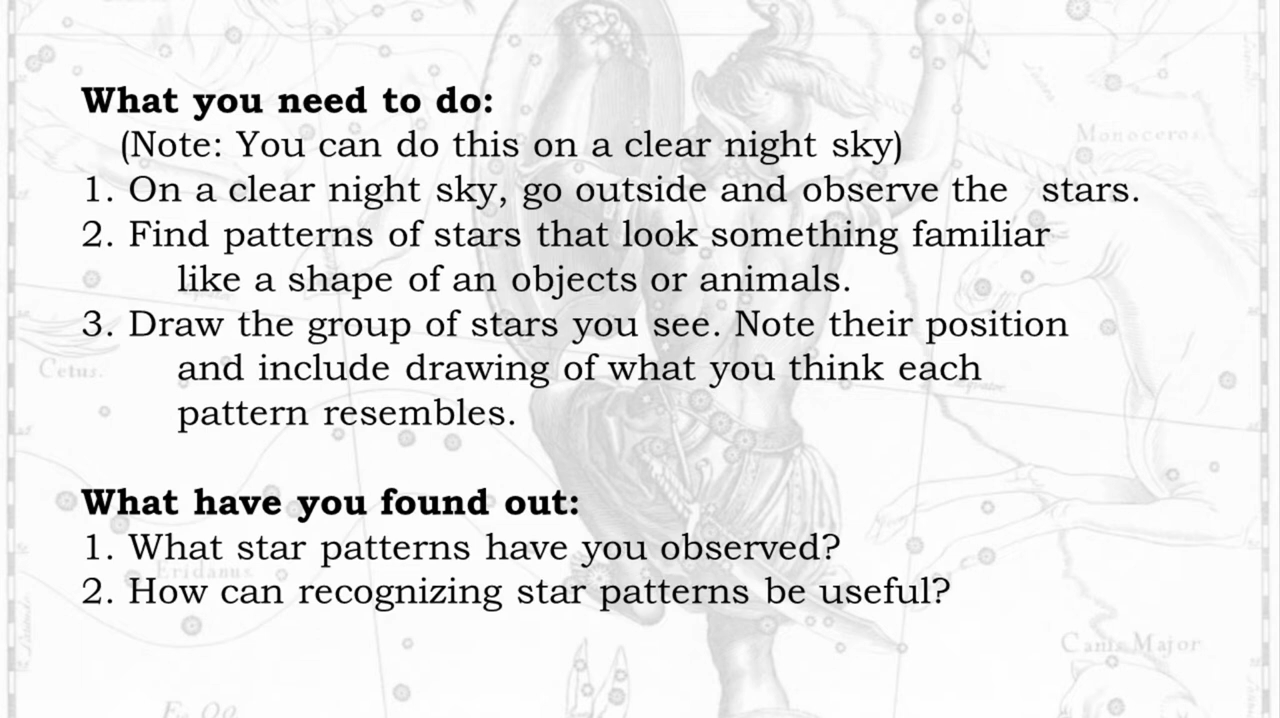 What you need to do:
(Note: You can do this on a clear night sky)
1. On a clear night sky, go outside and observe the stars.
2. Find patterns of stars that look something familiar
like a shape of an objects or animals.
3. Draw the group of stars you see. Note their position
and include drawing of what you think each
pattern resembles.
What have you found out:
1. What star patterns have you observed?
2. How can recognizing star patterns be useful?
Monoceros
Cetus.
Eridanus
Canis Major